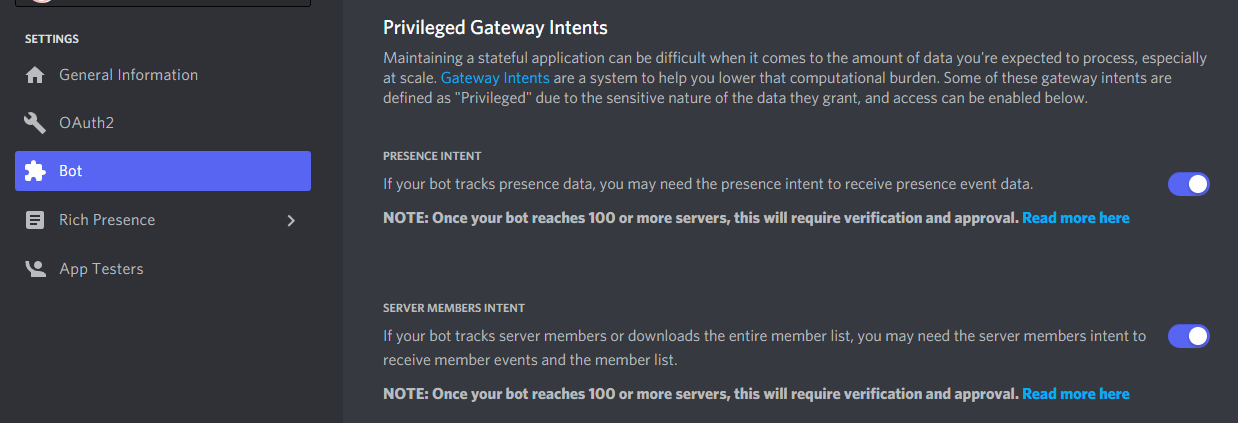 SETTINGS
General Information
OAuth2
Bot
Rich Presence
App Testers
Privileged Gateway Intents
Maintaining a stateful application can be difficult when it comes to the amount of data you're expected to process, especially
at scale. Gateway Intents are a system to help you lower that computational burden. Some of these gateway intents are
defined as "Privileged" due to the sensitive nature of the data they grant, and access can be enabled below.
PRESENCE INTENT
If your bot tracks presence data, you may need the presence intent to receive presence event data.
NOTE: Once your bot reaches 100 or more servers, this will require verification and approval. Read more here
SERVER MEMBERS INTENT
If your bot tracks server members or downloads the entire member list, you may need the server members intent to
receive member events and the member list.
NOTE: Once your bot reaches 100 or more servers, this will require verification and approval. Read more here